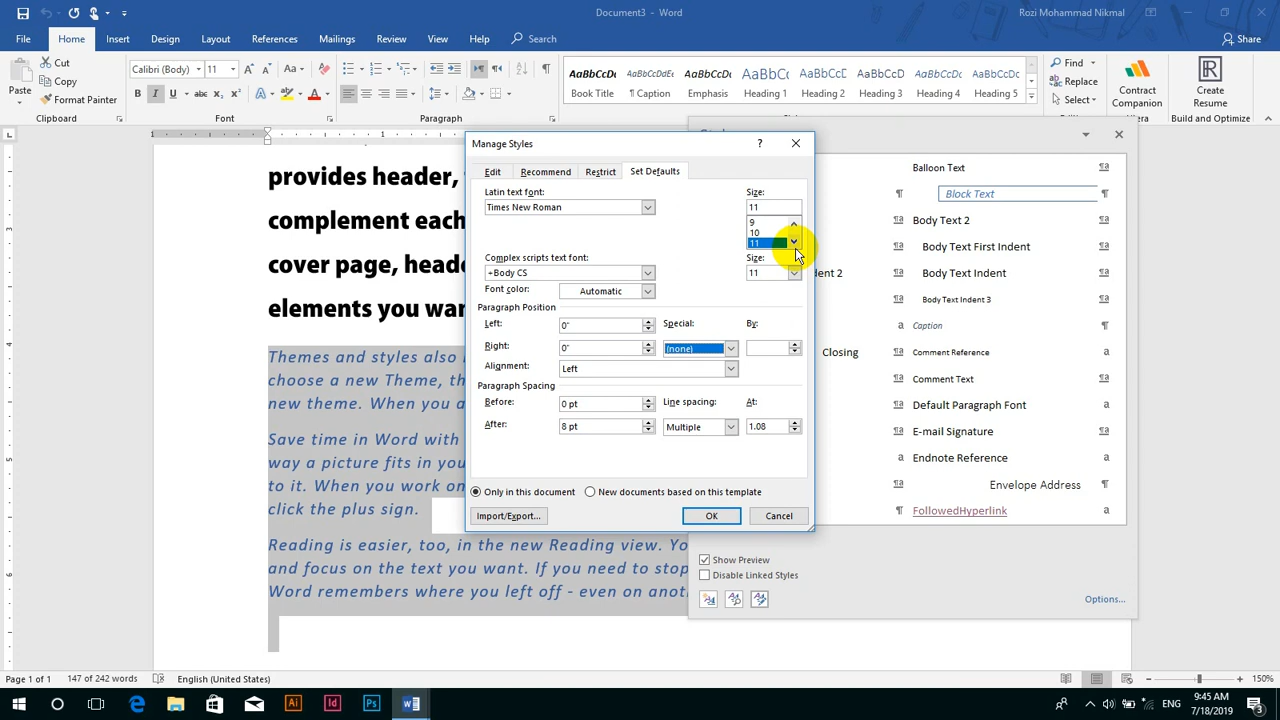 Document3 - Word
Rozi Mohammad Nikmal
File Home Insert Design Layout References Mailings Review View Help Search Share
Paste
Cut
Copy
Format Painter
Calibri (Body) 11
AaBbCcDc AaBbCcDdEe AaBbCcDc AaBbCc AaBbCcD AaBbCcD AaBbCcDd AaBbCcDc
Book Title ¶ Caption Emphasis Heading 1 Heading 2 Heading 3 Heading 4 Heading 5
Find
Replace
Select
Contract Companion
Create Resume
Clipboard Font Paragraph Build and Optimize
provides header,
complement each
cover page, heade
elements you wan
Themes and styles also
choose a new Theme, th
new theme. When you a
Save time in Word with
way a picture fits in you
to it. When you work on
click the plus sign.
Reading is easier, too, in the new Reading view. Yo
and focus on the text you want. If you need to stop
Word remembers where you left off - even on anot
Manage Styles
Edit Recommend Restrict Set Defaults
Latin text font: Size:
Times New Roman 11
9
10
11
Complex scripts text font: Size:
+Body CS 11
Font color: Automatic
Paragraph Position
Left: 0" Special: By:
Right: 0" (none)
Alignment: Left
Paragraph Spacing
Before: 0 pt Line spacing: At:
After: 8 pt Multiple 1.08
Only in this document New documents based on this template
Import/Export... OK Cancel
Balloon Text
Block Text
Body Text 2
Body Text First Indent
ndent 2 Body Text Indent
Body Text Indent 3
Caption
Closing Comment Reference
Comment Text
Default Paragraph Font
E-mail Signature
Endnote Reference
Envelope Address
FollowedHyperlink
Show Preview
Disable Linked Styles
Options...
Page 1 of 1 147 of 242 words English (United States) 150%
ENG 9:45 AM
7/18/2019